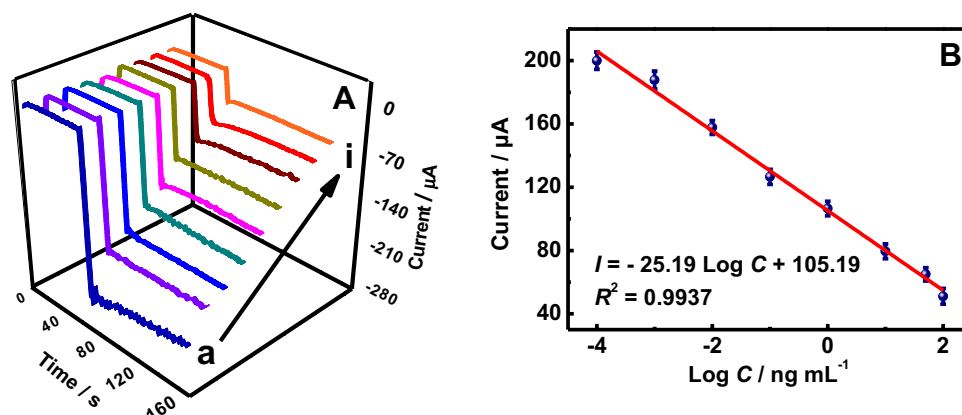 A
0
-70
-140
-210
-280
Current / µA
i
a
0
40
80
120
160
Time / s
B
200
160
120
80
40
Current / µA
I = - 25.19 Log C + 105.19
R² = 0.9937
-4
-2
0
2
Log C / ng mL⁻¹